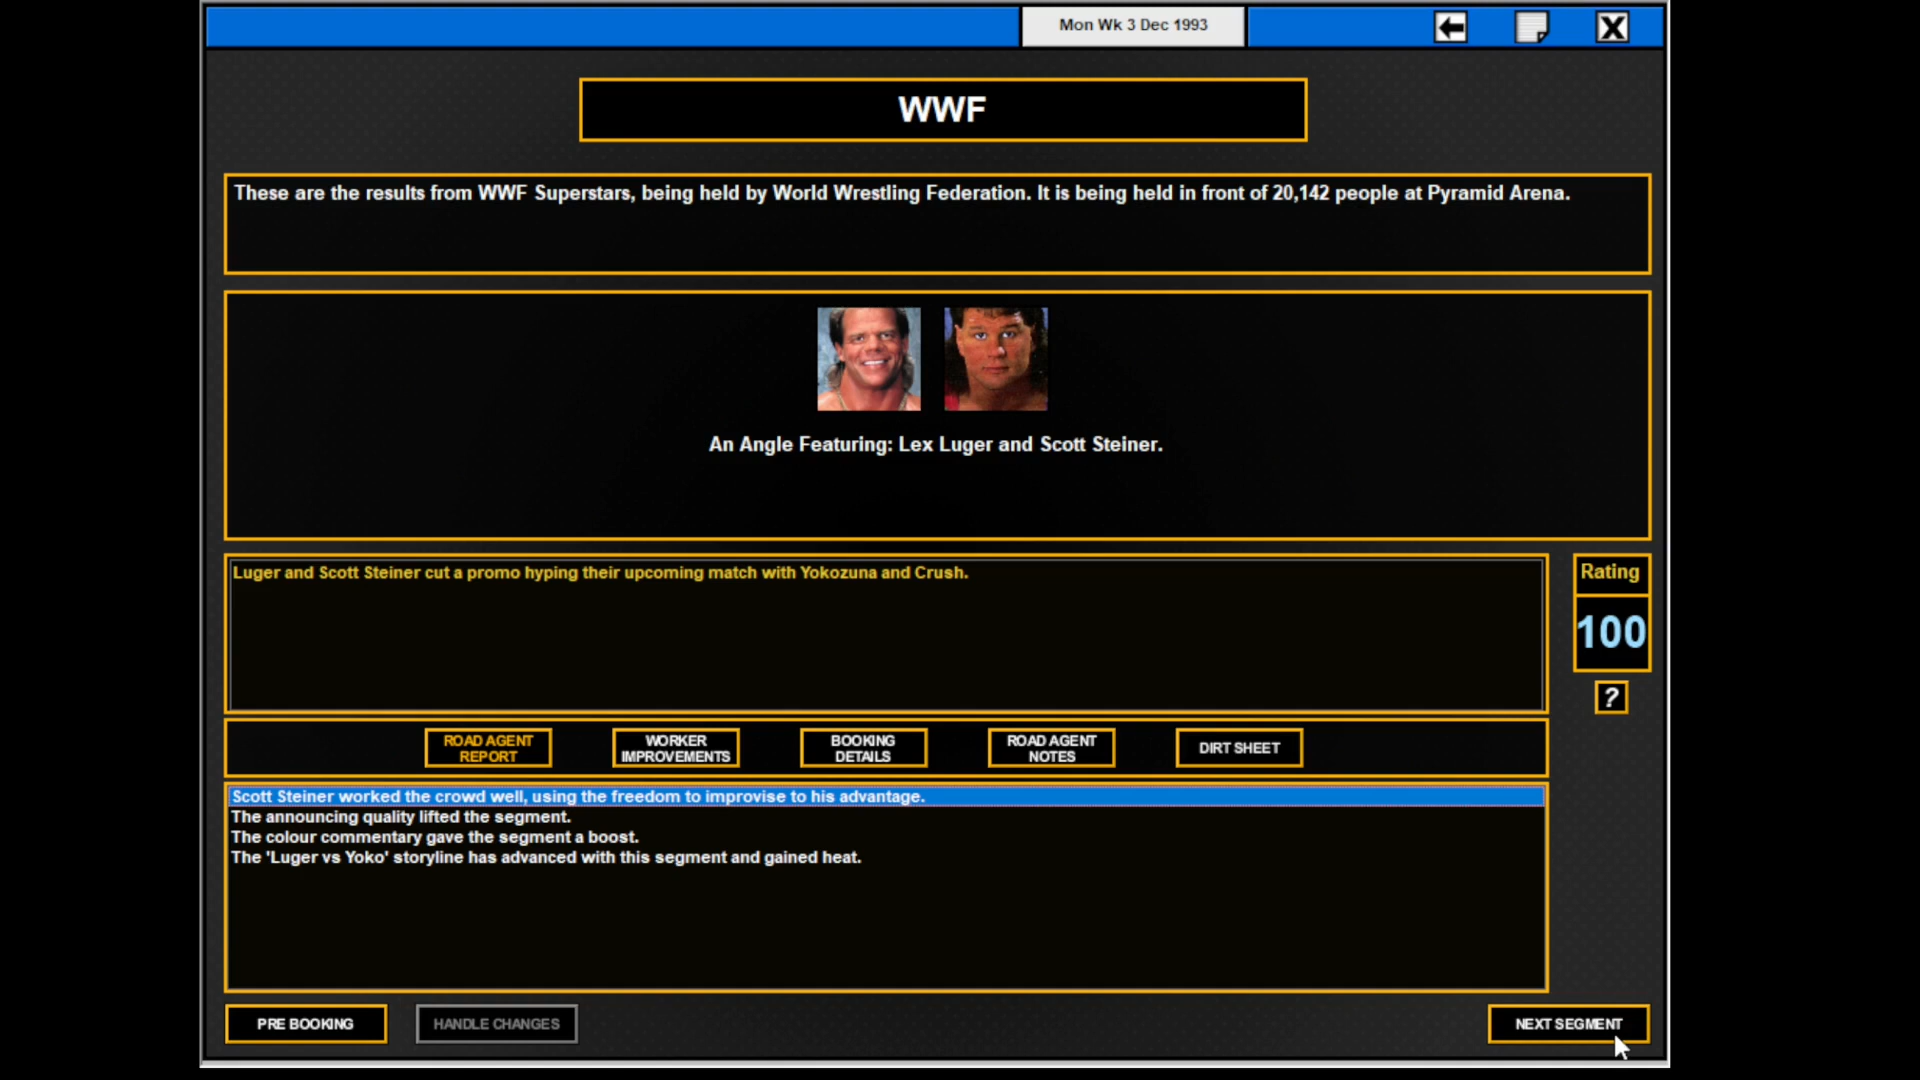 Mon Wk 3 Dec 1993
WWF
These are the results from WWF Superstars, being held by World Wrestling Federation. It is being held in front of 20,142 people at Pyramid Arena.
An Angle Featuring: Lex Luger and Scott Steiner.
Luger and Scott Steiner cut a promo hyping their upcoming match with Yokozuna and Crush.
Rating
100
?
ROAD AGENT
REPORT
WORKER
IMPROVEMENTS
BOOKING
DETAILS
ROAD AGENT
NOTES
DIRT SHEET
Scott Steiner worked the crowd well, using the freedom to improvise to his advantage.
The announcing quality lifted the segment.
The colour commentary gave the segment a boost.
The 'Luger vs Yoko' storyline has advanced with this segment and gained heat.
PRE BOOKING
HANDLE CHANGES
NEXT SEGMENT